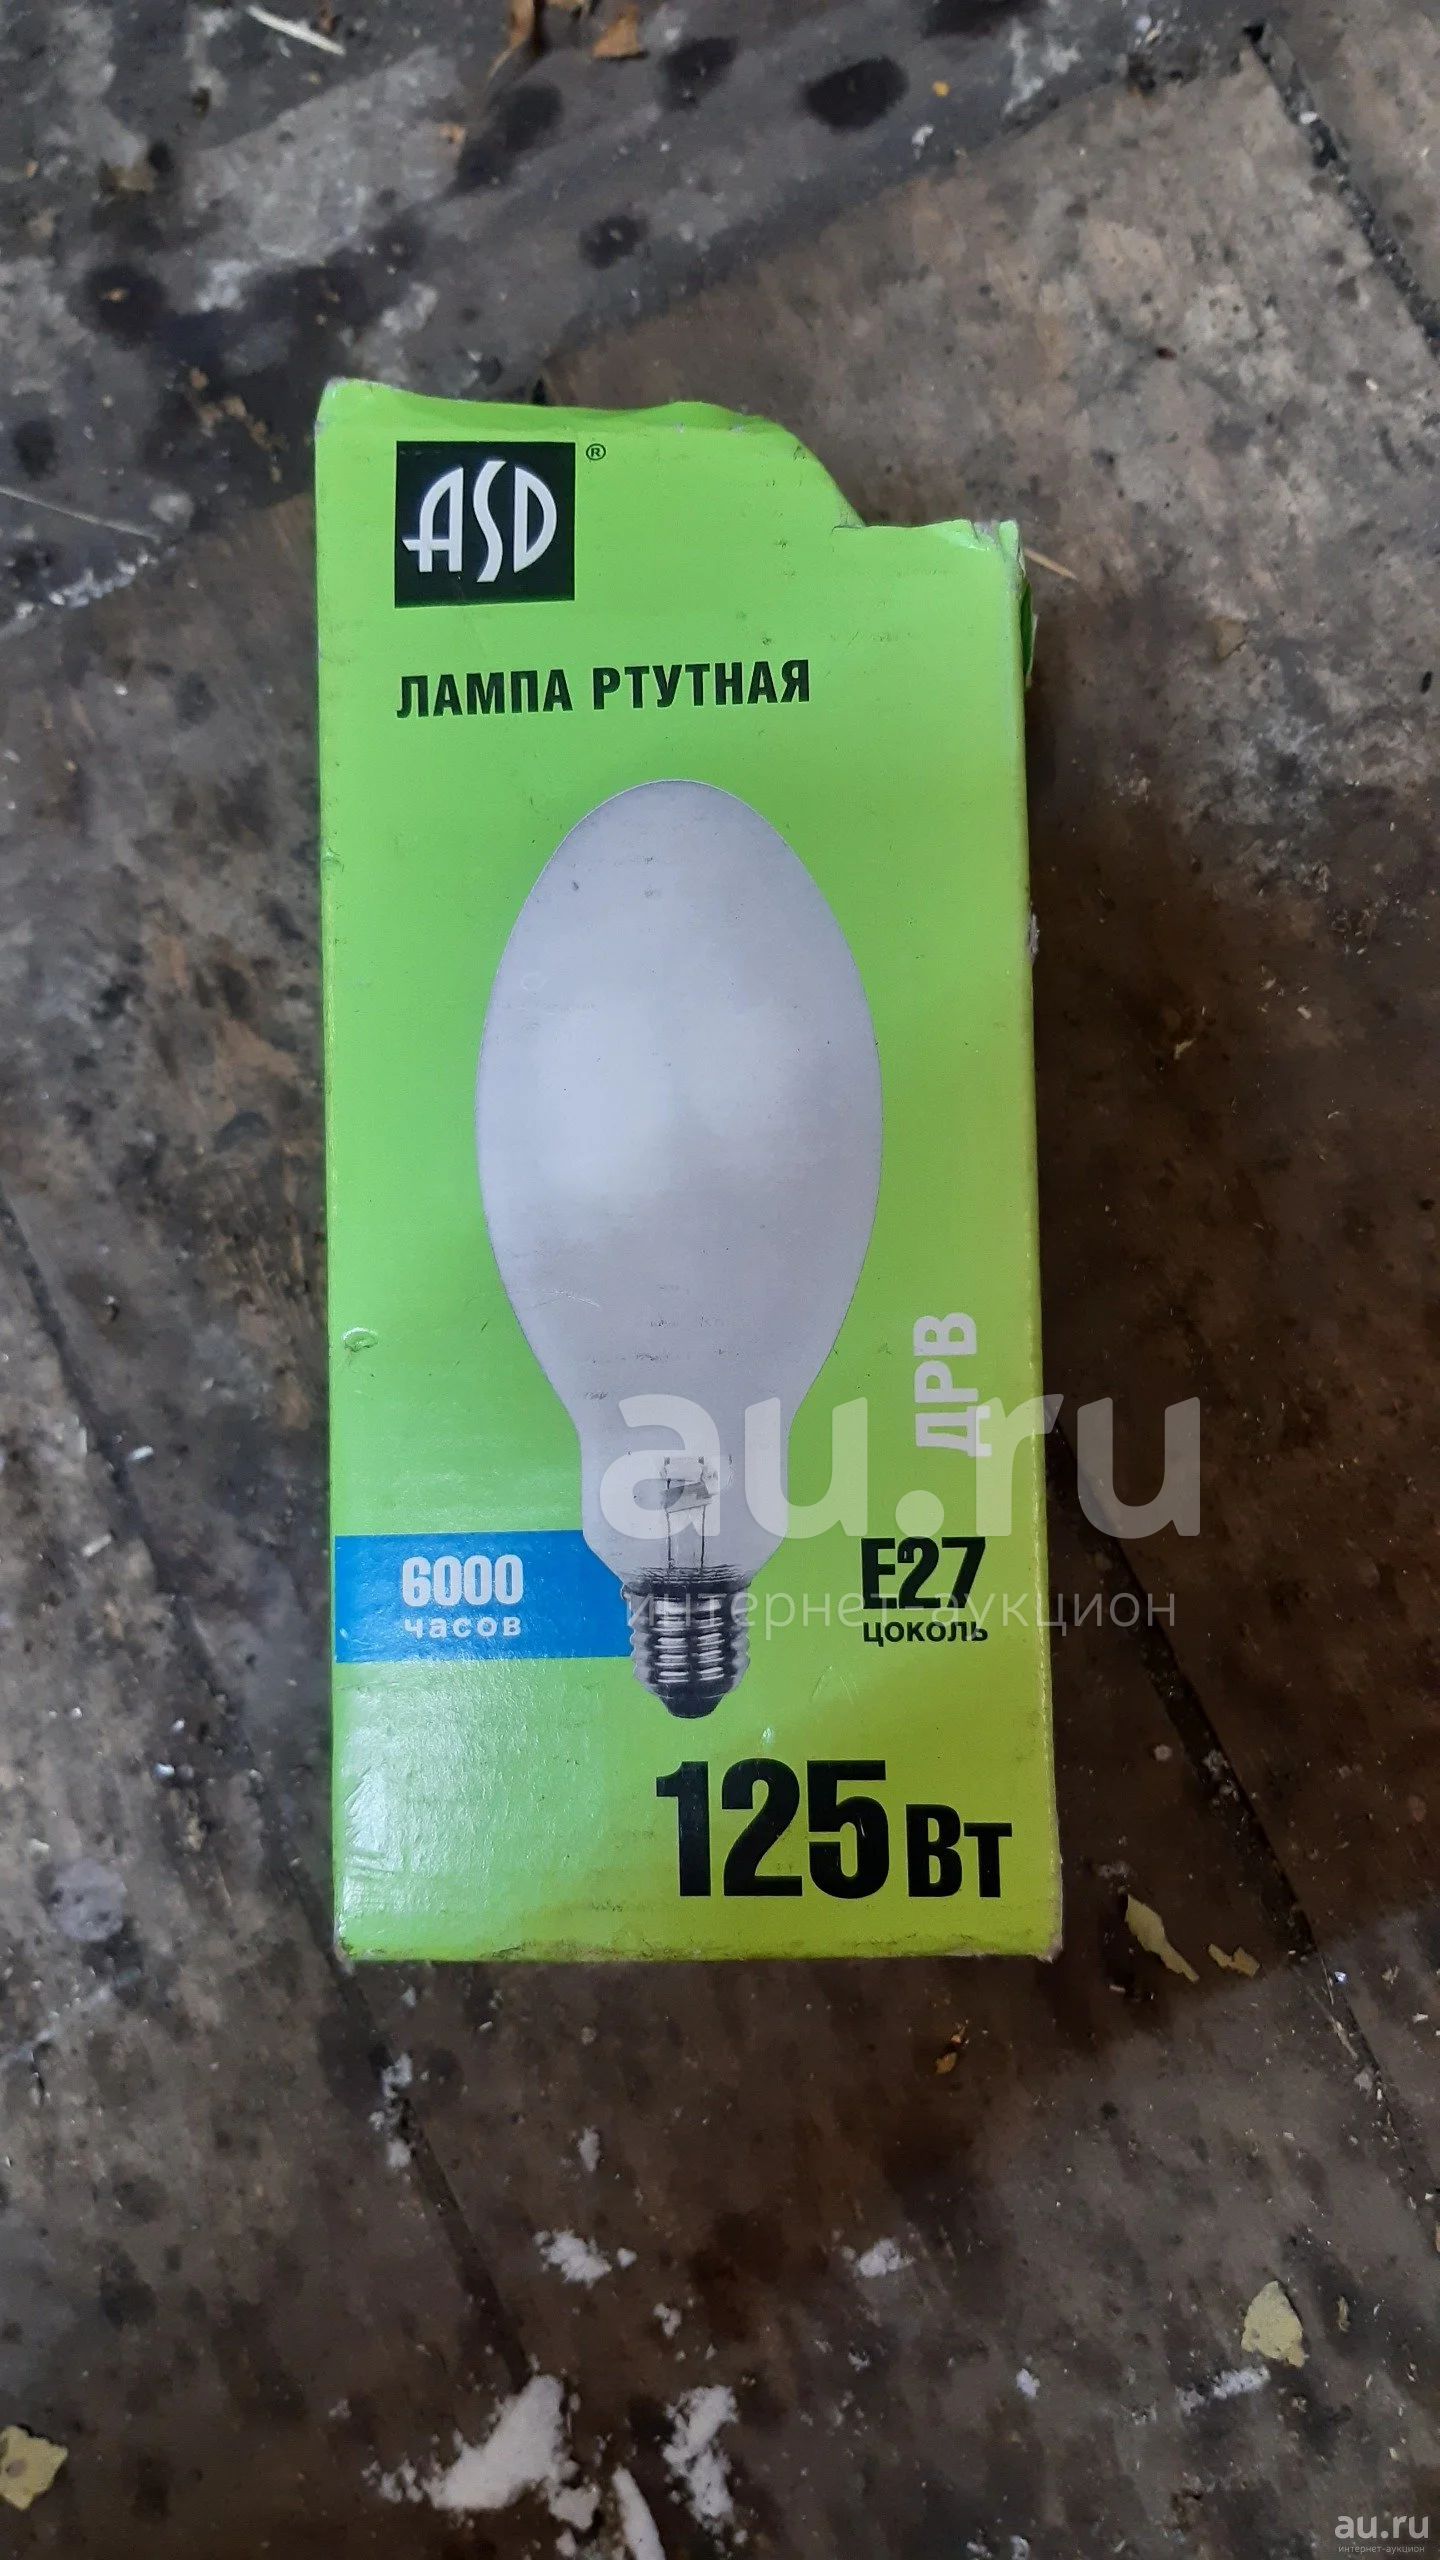 ASD®
ЛАМПА РТУТНАЯ
ДРВ
au.ru
6000
часов
E27
интернет-аукцион
цоколь
125Вт
au.ru
интернет-аукцион